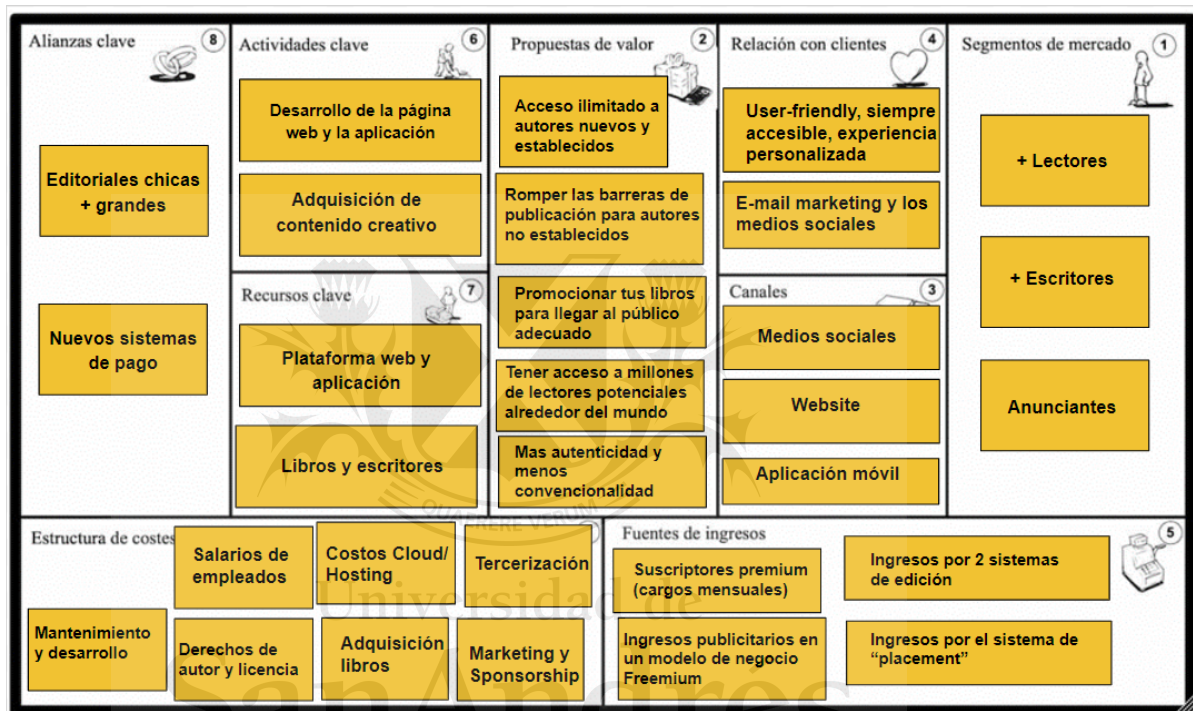 Alianzas clave
8
Editoriales chicas
+ grandes
Nuevos sistemas
de pago
Actividades clave
6
Desarrollo de la página
web y la aplicación
Adquisición de
contenido creativo
Recursos clave
7
Plataforma web y
aplicación
Libros y escritores
Propuestas de valor
2
Acceso ilimitado a
autores nuevos y
establecidos
Romper las barreras de
publicación para autores
no establecidos
Promocionar tus libros
para llegar al público
adecuado
Tener acceso a millones
de lectores potenciales
alrededor del mundo
Mas autenticidad y
menos
convencionalidad
Relación con clientes
4
User-friendly, siempre
accesible, experiencia
personalizada
E-mail marketing y los
medios sociales
Canales
3
Medios sociales
Website
Aplicación móvil
Segmentos de mercado
1
+ Lectores
+ Escritores
Anunciantes
Estructura de costes
Salarios de
empleados
Costos Cloud/
Hosting
Tercerización
Mantenimiento
y desarrollo
Derechos de
autor y licencia
Adquisición
libros
Marketing y
Sponsorship
Fuentes de ingresos
5
Suscriptores premium
(cargos mensuales)
Ingresos por 2 sistemas
de edición
Ingresos publicitarios en
un modelo de negocio
Freemium
Ingresos por el sistema de
“placement”
QUAERERE VERUM
Universidad de
SanAndrés